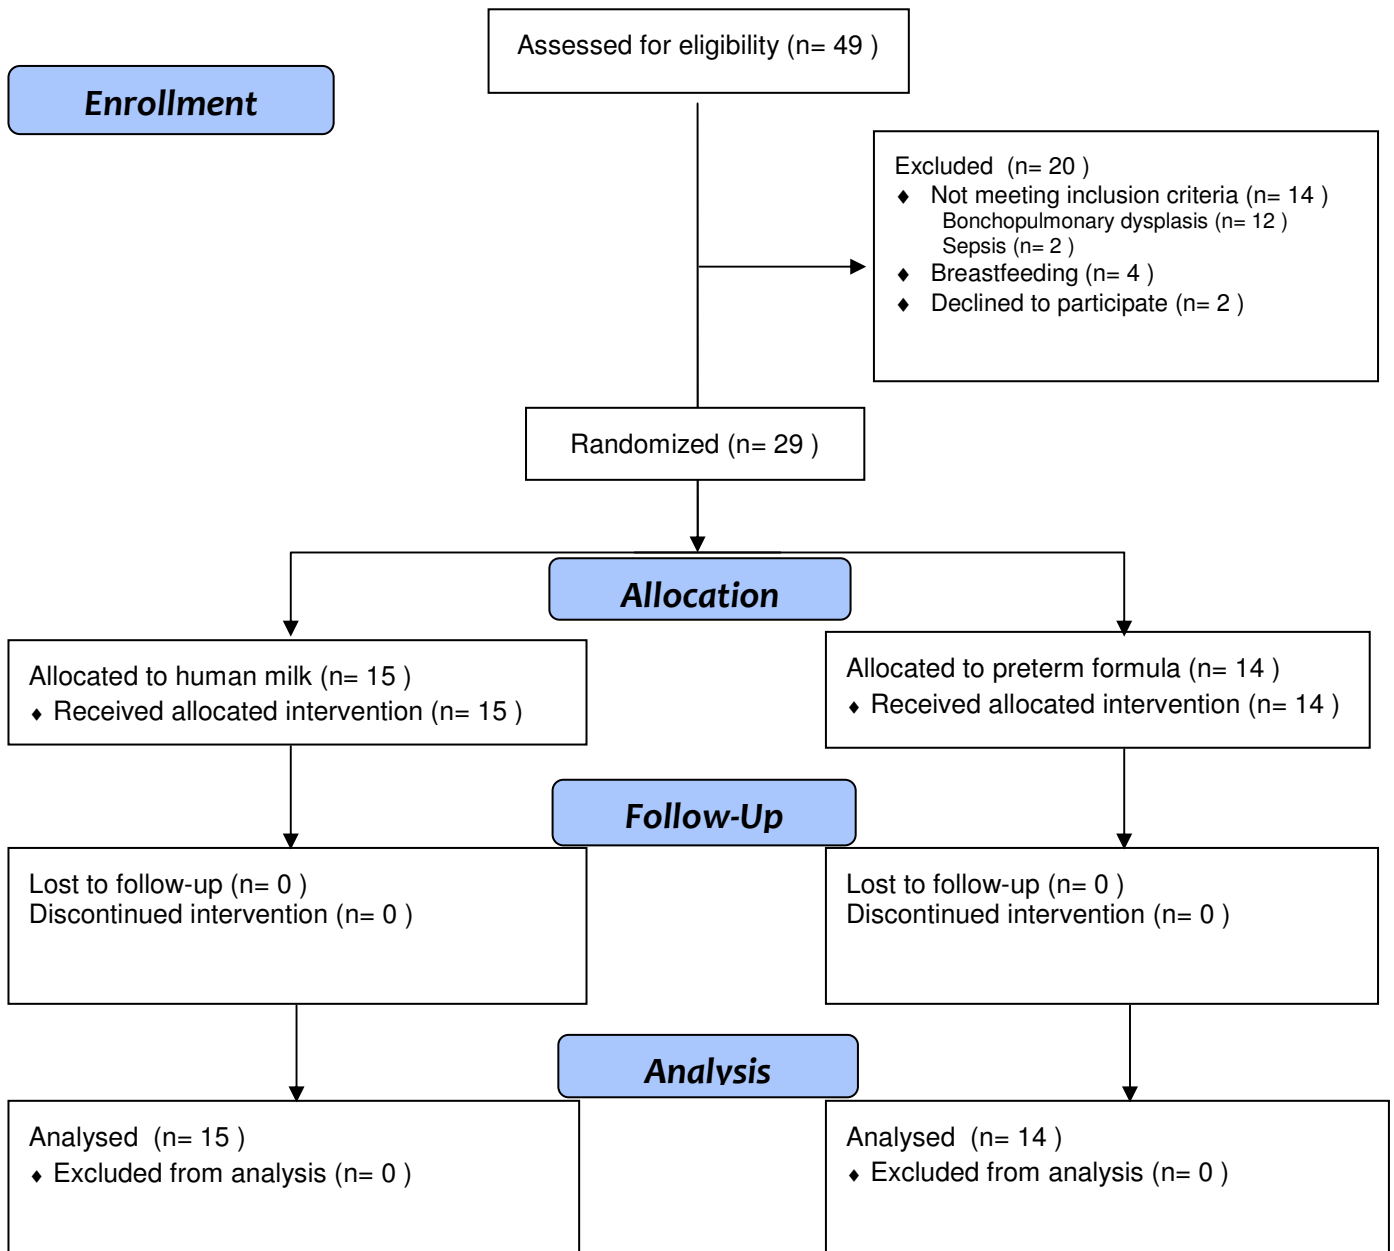 Assessed for eligibility (n= 49 )
Enrollment
Excluded (n= 20 )
♦ Not meeting inclusion criteria (n= 14 )
Bonchopulmonary dysplasis (n= 12 )
Sepsis (n= 2 )
♦ Breastfeeding (n= 4 )
♦ Declined to participate (n= 2 )
Randomized (n= 29 )
Allocation
Allocated to human milk (n= 15 )
♦ Received allocated intervention (n= 15 )
Allocated to preterm formula (n= 14 )
♦ Received allocated intervention (n= 14 )
Follow-Up
Lost to follow-up (n= 0 )
Discontinued intervention (n= 0 )
Lost to follow-up (n= 0 )
Discontinued intervention (n= 0 )
Analysis
Analysed (n= 15 )
♦ Excluded from analysis (n= 0 )
Analysed (n= 14 )
♦ Excluded from analysis (n= 0 )